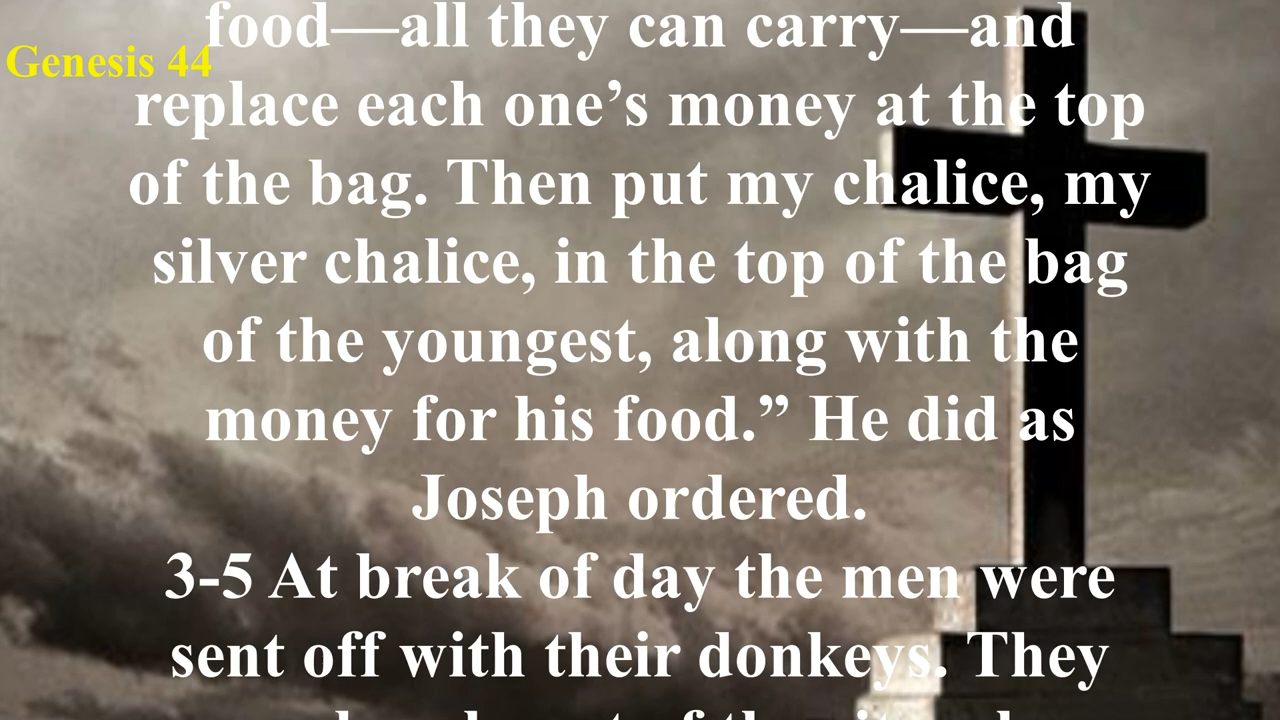 Genesis 44
food—all they can carry—and
replace each one’s money at the top
of the bag. Then put my chalice, my
silver chalice, in the top of the bag
of the youngest, along with the
money for his food.” He did as
Joseph ordered.
3-5 At break of day the men were
sent off with their donkeys. They